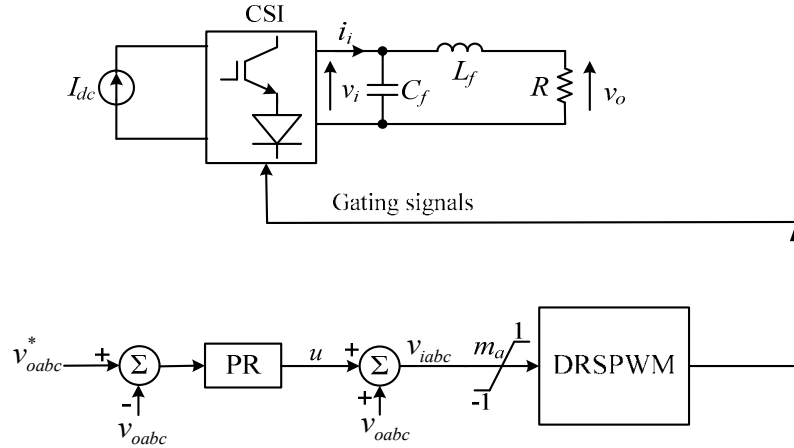 CSI
i_i
I_dc
v_i
C_f
L_f
R
v_o
Gating signals
v*_oabc
+
Σ
-
v_oabc
PR
u
+
Σ
+
v_oabc
v_iabc
m_a
1
-1
DRSPWM